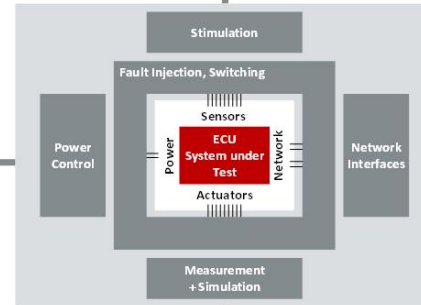 Stimulation
Fault Injection, Switching
Sensors
Power
Control
Power
ECU
System under
Test
Network
Network
Interfaces
Actuators
Measurement
+Simulation